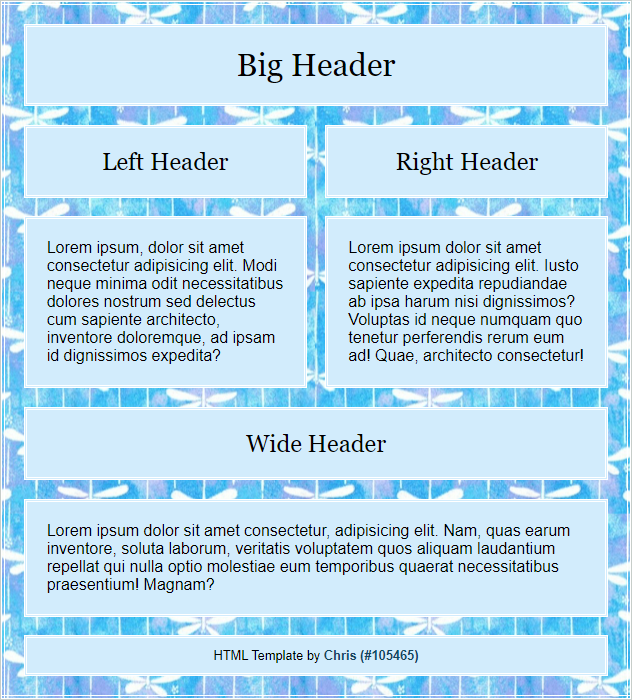 Big Header
Left Header
Right Header
Lorem ipsum, dolor sit amet
consectetur adipisicing elit. Modi
neque minima odit necessitatibus
dolores nostrum sed delectus
cum sapiente architecto,
inventore doloremque, ad ipsam
id dignissimos expedita?
Lorem ipsum dolor sit amet
consectetur adipisicing elit. Iusto
sapiente expedita repudiandae
ab ipsa harum nisi dignissimos?
Voluptas id neque numquam quo
tenetur perferendis rerum eum
ad! Quae, architecto consectetur!
Wide Header
Lorem ipsum dolor sit amet consectetur, adipisicing elit. Nam, quas earum
inventore, soluta laborum, veritatis voluptatem quos aliquam laudantium
repellat qui nulla optio molestiae eum temporibus quaerat necessitatibus
praesentium! Magnam?
HTML Template by Chris (#105465)